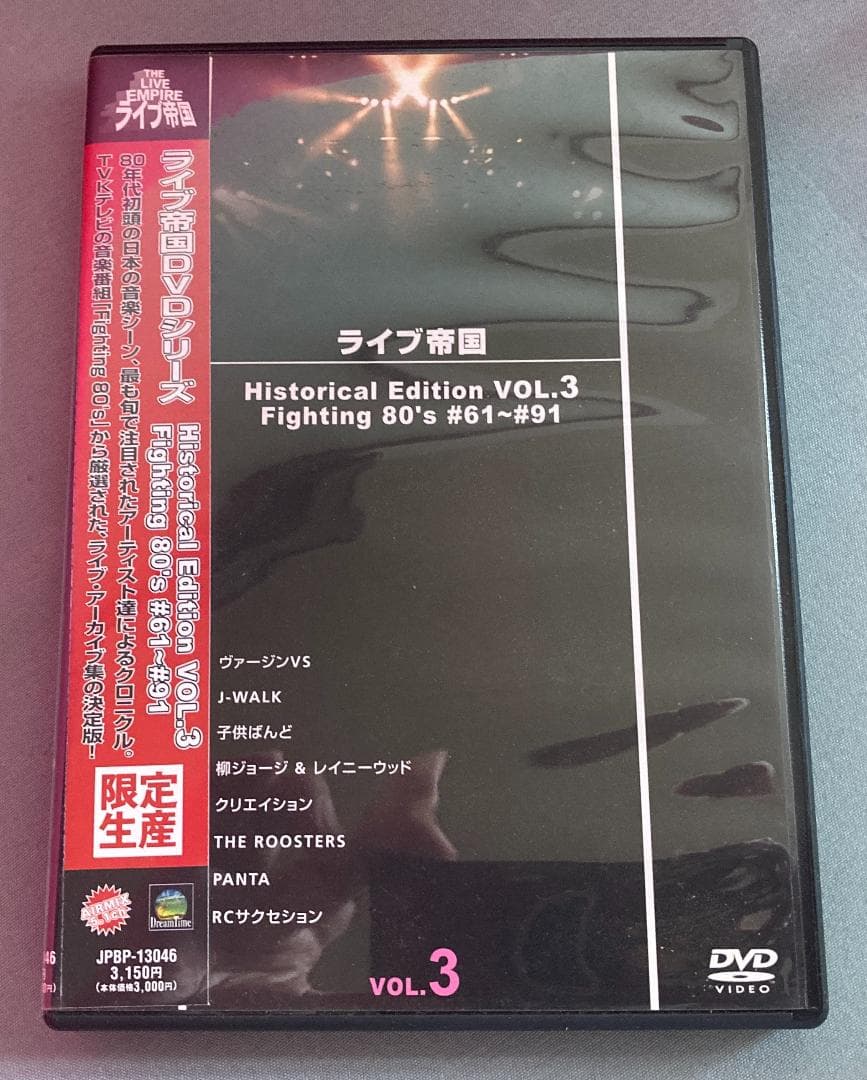 THE
LIVE
EMPIRE
ライブ帝国
ライブ帝国DVDシリーズ
Historical Edition VOL.3
Fighting 80's #61~#91
80年代初頭の日本の音楽シーン、最も旬で注目されたアーティスト達によるクロニクル。
TVKテレビの音楽番組「Fighting 80's」から厳選された、ライブ・アーカイブ集の決定版!
限定
生産
AIRMIX
5.1ch
DreamTime
JPBP-13046
3,150円
(本体価格3,000円)
ライブ帝国
Historical Edition VOL.3
Fighting 80's #61~#91
ヴァージンVS
J-WALK
子供ばんど
柳ジョージ & レイニーウッド
クリエイション
THE ROOSTERS
PANTA
RCサクセション
VOL.3
DVD
VIDEO